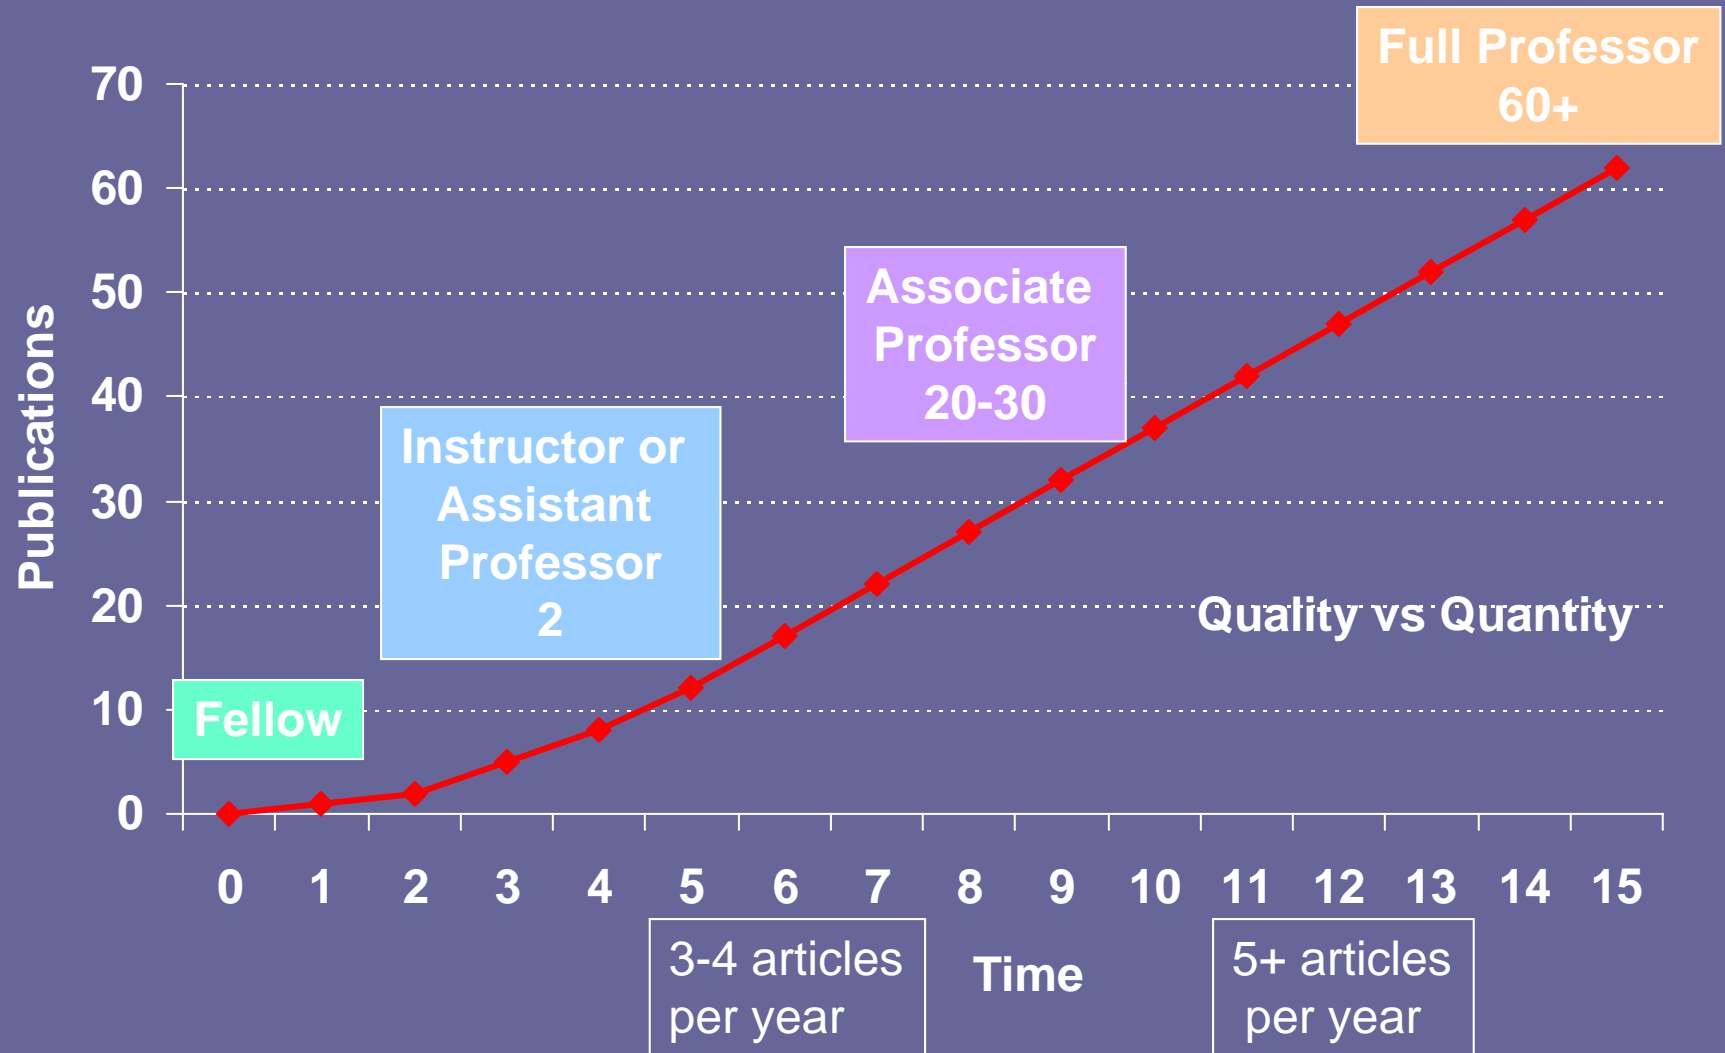 Full Professor
60+
70
60
50
40
30
20
10
0
Publications
Associate
Professor
20-30
Instructor or
Assistant
Professor
2
Quality vs Quantity
Fellow
0 1 2 3 4 5 6 7 8 9 10 11 12 13 14 15
3-4 articles
per year
Time
5+ articles
per year